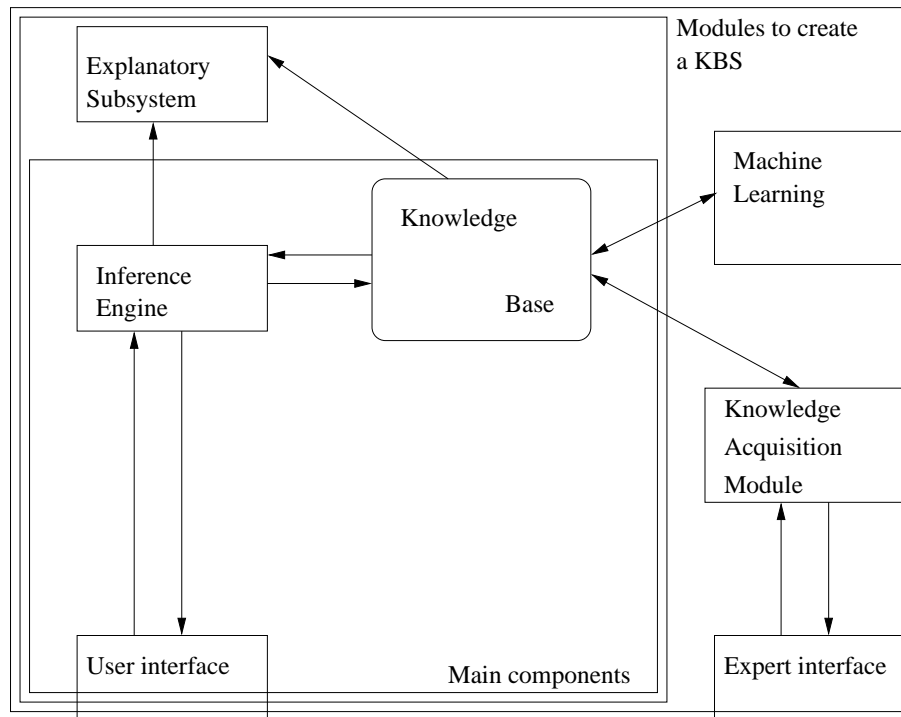 Modules to create
a KBS
Explanatory
Subsystem
Machine
Learning
Knowledge
Base
Inference
Engine
Knowledge
Acquisition
Module
User interface
Main components
Expert interface